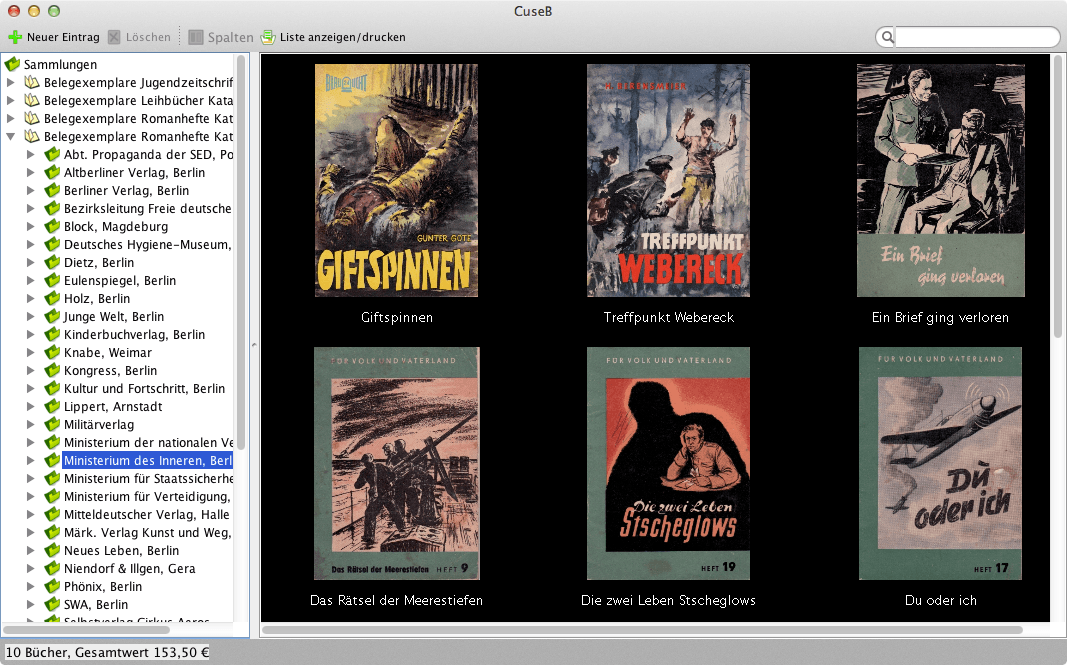 CuseB
Neuer Eintrag
Löschen
Spalten
Liste anzeigen/drucken
Sammlungen
Belegexemplare Jugendzeitschrif
Belegexemplare Leihbücher Kata
Belegexemplare Romanhefte Kat
Belegexemplare Romanhefte Kat
Abt. Propaganda der SED, Po
Altberliner Verlag, Berlin
Berliner Verlag, Berlin
Bezirksleitung Freie deutsche
Block, Magdeburg
Deutsches Hygiene-Museum,
Dietz, Berlin
Eulenspiegel, Berlin
Holz, Berlin
Junge Welt, Berlin
Kinderbuchverlag, Berlin
Knabe, Weimar
Kongress, Berlin
Kultur und Fortschritt, Berlin
Lippert, Arnstadt
Militärverlag
Ministerium der nationalen Ve
Ministerium des Inneren, Berl
Ministerium für Staatssicherhe
Ministerium für Verteidigung,
Mitteldeutscher Verlag, Halle
Märk. Verlag Kunst und Weg,
Neues Leben, Berlin
Niendorf & Illgen, Gera
Phönix, Berlin
SWA, Berlin
Selbstverlag Cirkus Aeros
BLAULICHT
GÜNTER GOTT
GIFTSPINNEN
Giftspinnen
TREFFPUNKT
WEBERECK
Treffpunkt Webereck
Ein Brief
ging verloren
Ein Brief ging verloren
FÜR VOLK UND VATERLAND
Das Rätsel der Meerestiefen HEFT 9
Das Rätsel der Meerestiefen
FÜR VOLK UND VATERLAND
Die zwei Leben
Stscheglows
HEFT 19
Die zwei Leben Stscheglows
FÜR VOLK UND VATERLAND
Du
oder ich
HEFT 17
Du oder ich
10 Bücher, Gesamtwert 153,50 €